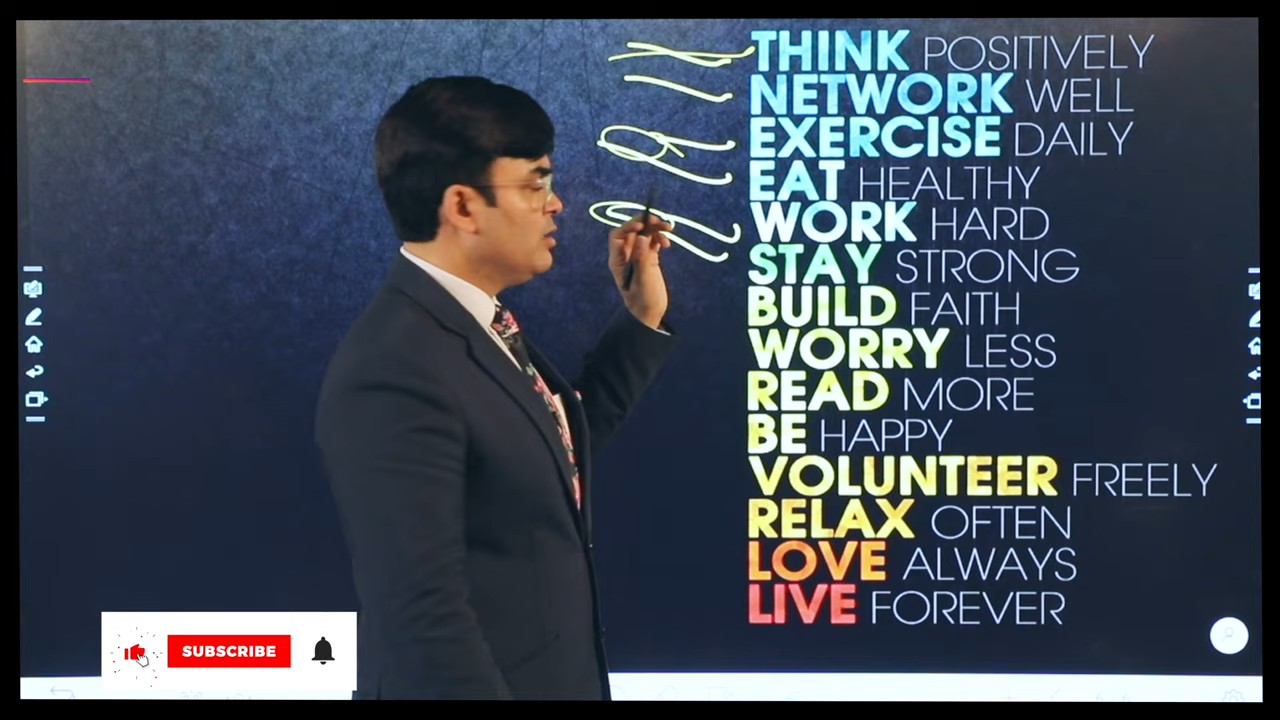 THINK POSITIVELY
NETWORK WELL
EXERCISE DAILY
EAT HEALTHY
WORK HARD
STAY STRONG
BUILD FAITH
WORRY LESS
READ MORE
BE HAPPY
VOLUNTEER FREELY
RELAX OFTEN
LOVE ALWAYS
LIVE FOREVER
SUBSCRIBE